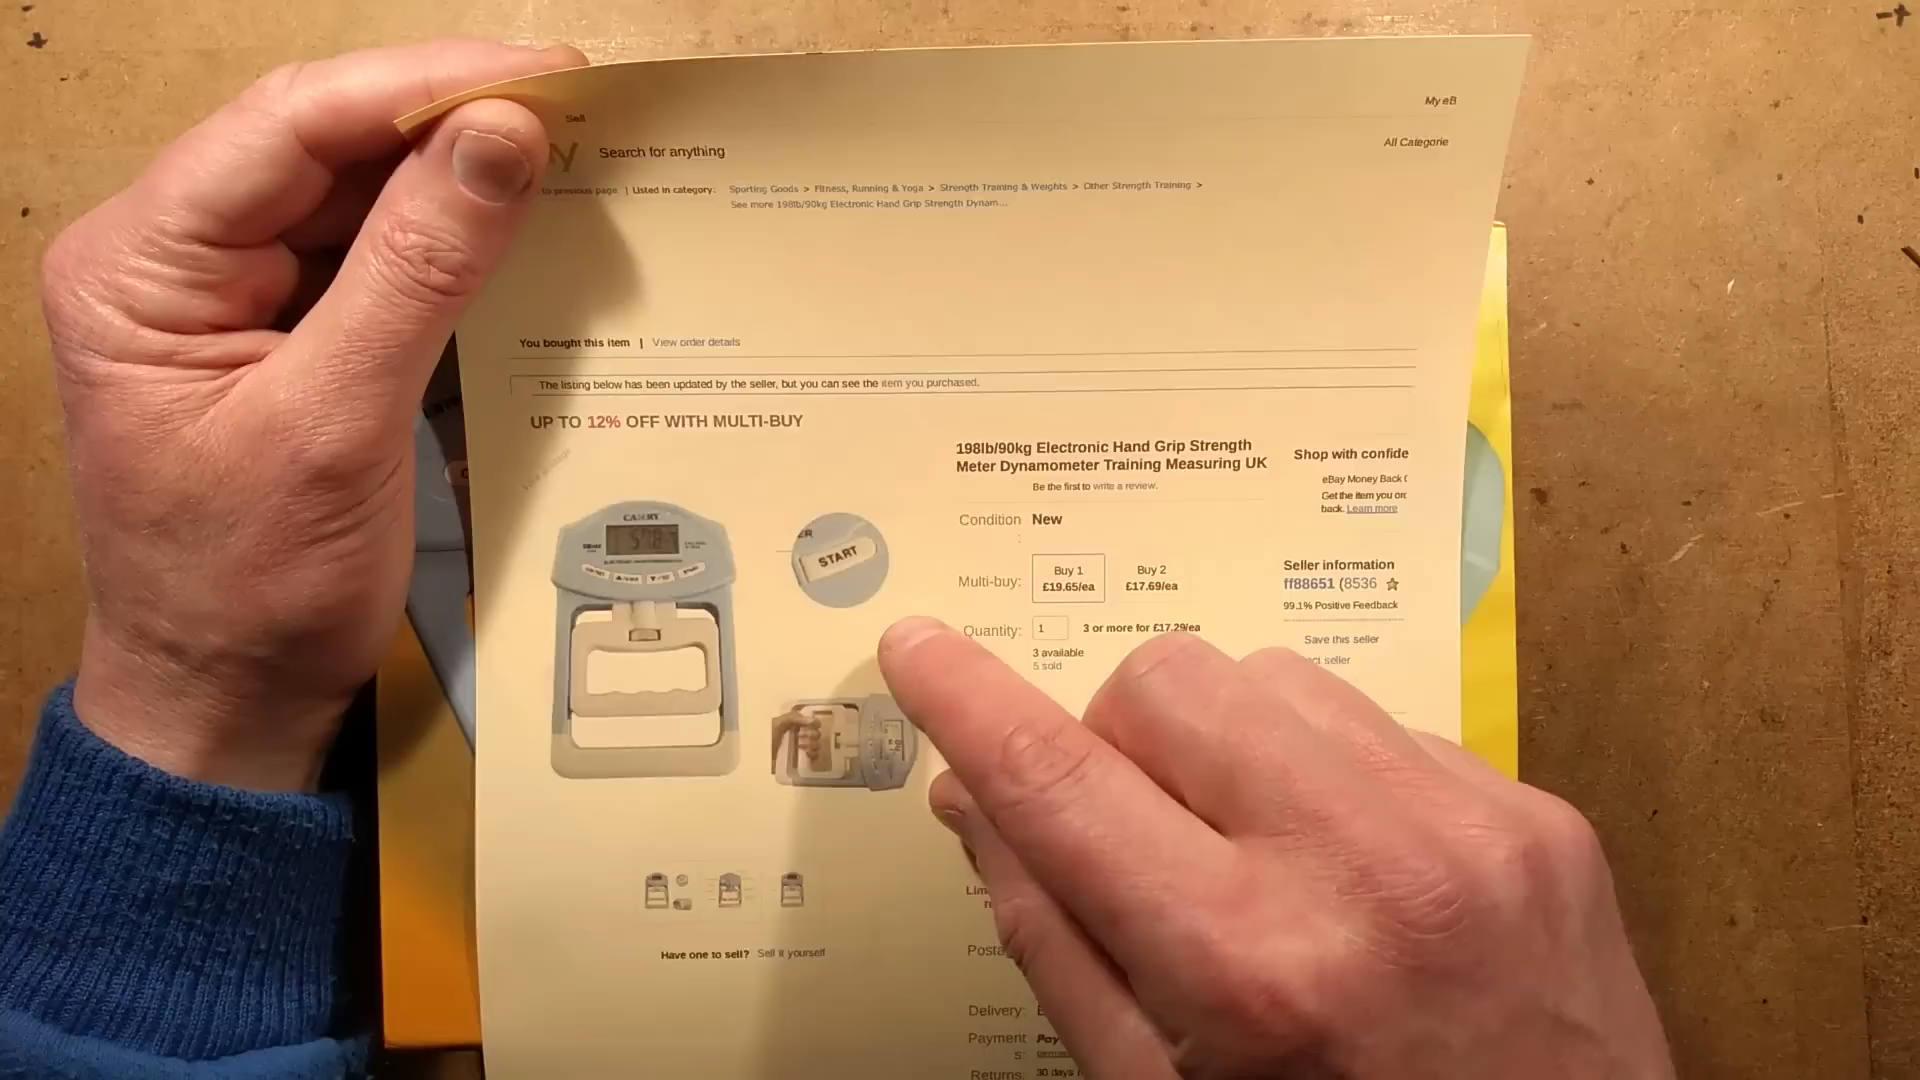 Sell
My eB
y Search for anything
All Categorie
to previous page | Listed in category: Sporting Goods > Fitness, Running & Yoga > Strength Training & Weights > Other Strength Training >
See more 198lb/90kg Electronic Hand Grip Strength Dynam...
You bought this item | View order details
The listing below has been updated by the seller, but you can see the item you purchased.
UP TO 12% OFF WITH MULTI-BUY
198lb/90kg Electronic Hand Grip Strength
Meter Dynamometer Training Measuring UK
Be the first to write a review.
Condition New
:
Multi-buy: Buy 1 Buy 2
£19.65/ea £17.69/ea
Quantity: 1 3 or more for £17.29/ea
3 available
5 sold
Shop with confide
eBay Money Back
Get the item you or
back. Learn more
Seller information
ff88651 (8536
99.1% Positive Feedback
Save this seller
ct seller
CAMRY
ER
START
Have one to sell? Sell it yourself
Lim
Posta
Delivery:
Payment Pay
s:
Returns: 30 days